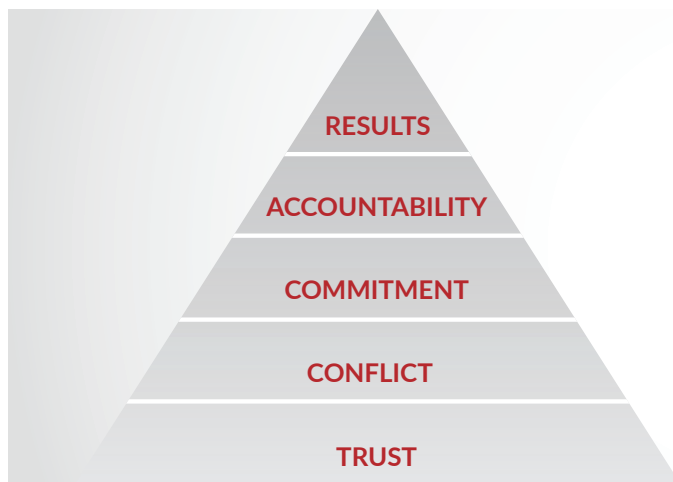 RESULTS
ACCOUNTABILITY
COMMITMENT
CONFLICT
TRUST